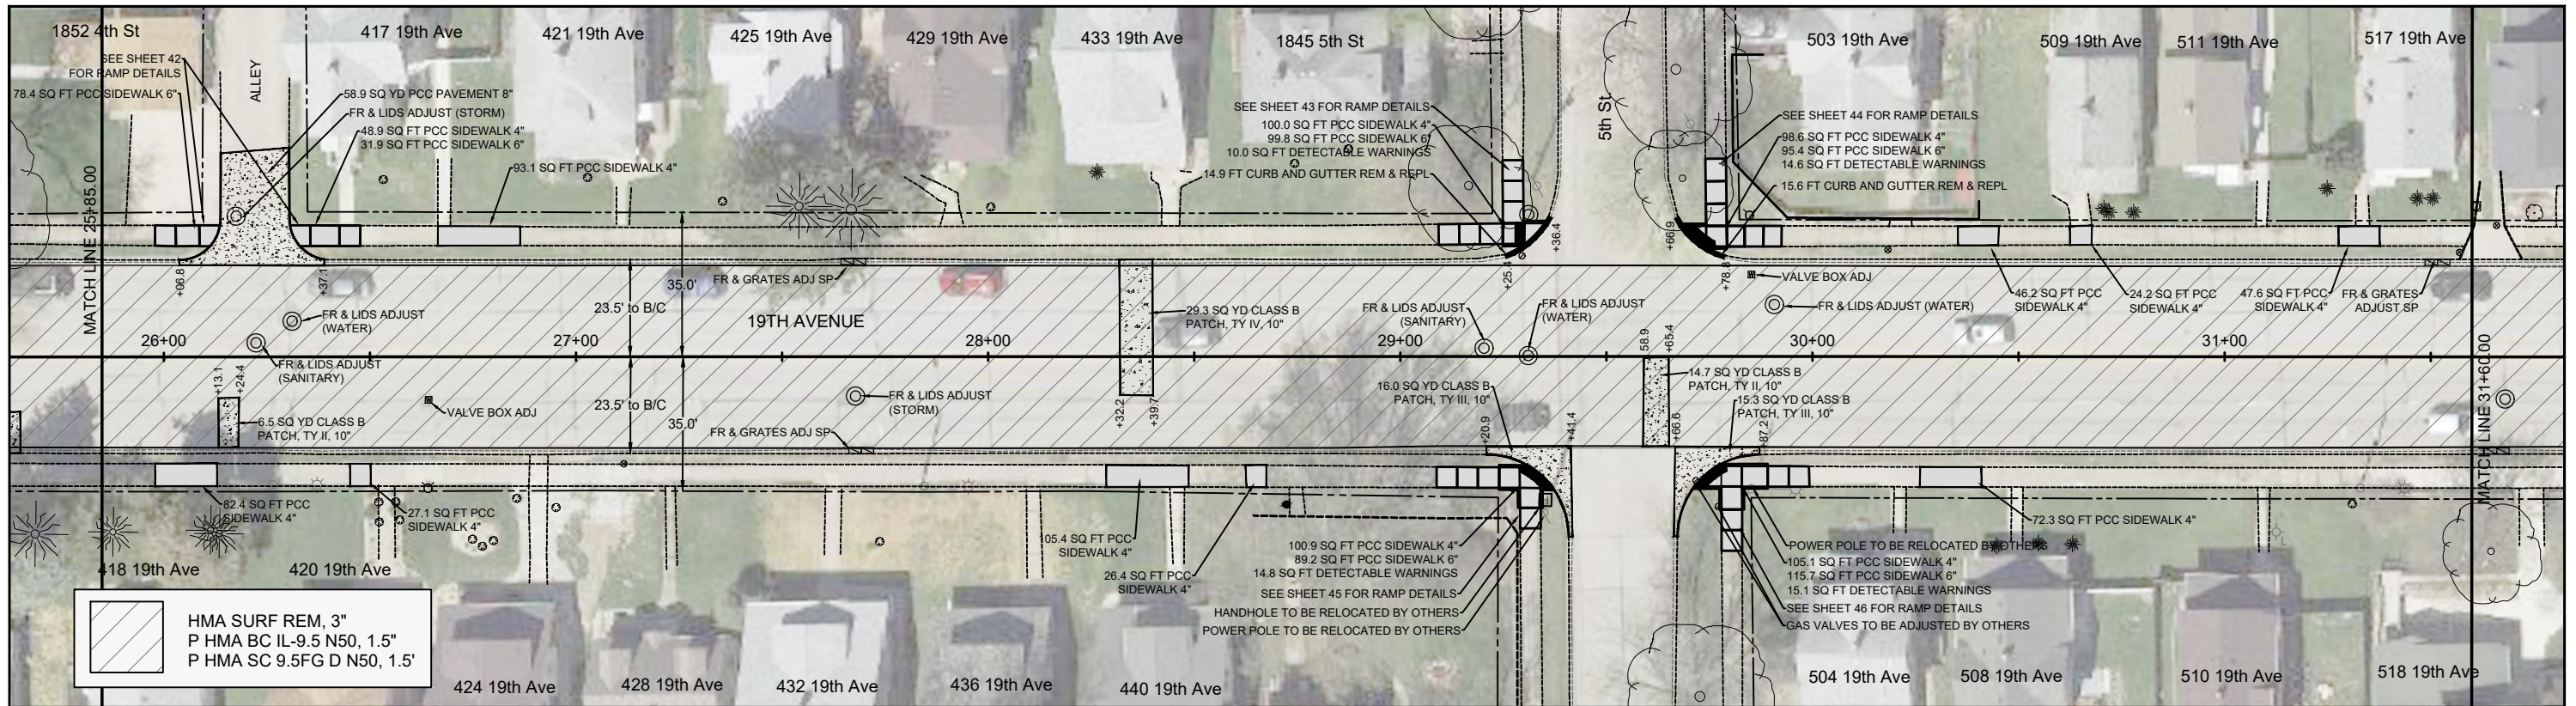 1852 4th St
417 19th Ave
421 19th Ave
425 19th Ave
429 19th Ave
433 19th Ave
1845 5th St
503 19th Ave
509 19th Ave
511 19th Ave
517 19th Ave
SEE SHEET 42
FOR RAMP DETAILS
78.4 SQ FT PCC SIDEWALK 6"
ALLEY
58.9 SQ YD PCC PAVEMENT 8"
FR & LIDS ADJUST (STORM)
48.9 SQ FT PCC SIDEWALK 4"
31.9 SQ FT PCC SIDEWALK 6"
93.1 SQ FT PCC SIDEWALK 4"
SEE SHEET 43 FOR RAMP DETAILS
100.0 SQ FT PCC SIDEWALK 4"
99.8 SQ FT PCC SIDEWALK 6"
10.0 SQ FT DETECTABLE WARNINGS
14.9 FT CURB AND GUTTER REM & REPL
5th St
SEE SHEET 44 FOR RAMP DETAILS
98.6 SQ FT PCC SIDEWALK 4"
95.4 SQ FT PCC SIDEWALK 6"
14.6 SQ FT DETECTABLE WARNINGS
15.6 FT CURB AND GUTTER REM & REPL
MATCH LINE 25+85.00
+06.8
+37.1
35.0'
23.5' to B/C
FR & GRATES ADJ SP
+25.4
+36.4
+66.9
+78.8
VALVE BOX ADJ
46.2 SQ FT PCC
SIDEWALK 4"
24.2 SQ FT PCC
SIDEWALK 4"
47.6 SQ FT PCC
SIDEWALK 4"
FR & GRATES
ADJUST SP
FR & LIDS ADJUST
(WATER)
19TH AVENUE
29.3 SQ YD CLASS B
PATCH, TY IV, 10"
FR & LIDS ADJUST
(SANITARY)
FR & LIDS ADJUST
(WATER)
FR & LIDS ADJUST (WATER)
26+00
27+00
28+00
29+00
30+00
31+00
58.9
+65.4
FR & LIDS ADJUST
(SANITARY)
+13.1
+24.4
VALVE BOX ADJ
6.5 SQ YD CLASS B
PATCH, TY II, 10"
23.5' to B/C
35.0'
FR & LIDS ADJUST
(STORM)
FR & GRATES ADJ SP
+32.2
+39.7
16.0 SQ YD CLASS B
PATCH, TY III, 10"
14.7 SQ YD CLASS B
PATCH, TY II, 10"
15.3 SQ YD CLASS B
PATCH, TY III, 10"
+20.9
+41.4
+66.6
+87.2
MATCH LINE 31+60.00
82.4 SQ FT PCC
SIDEWALK 4"
27.1 SQ FT PCC
SIDEWALK 4"
105.4 SQ FT PCC
SIDEWALK 4"
26.4 SQ FT PCC
SIDEWALK 4"
100.9 SQ FT PCC SIDEWALK 4"
89.2 SQ FT PCC SIDEWALK 6"
14.8 SQ FT DETECTABLE WARNINGS
SEE SHEET 45 FOR RAMP DETAILS
HANDHOLE TO BE RELOCATED BY OTHERS
POWER POLE TO BE RELOCATED BY OTHERS
72.3 SQ FT PCC SIDEWALK 4"
POWER POLE TO BE RELOCATED BY OTHERS
105.1 SQ FT PCC SIDEWALK 4"
115.7 SQ FT PCC SIDEWALK 6"
15.1 SQ FT DETECTABLE WARNINGS
SEE SHEET 46 FOR RAMP DETAILS
GAS VALVES TO BE ADJUSTED BY OTHERS
418 19th Ave
420 19th Ave
HMA SURF REM, 3"
P HMA BC IL-9.5 N50, 1.5"
P HMA SC 9.5FG D N50, 1.5'
424 19th Ave
428 19th Ave
432 19th Ave
436 19th Ave
440 19th Ave
504 19th Ave
508 19th Ave
510 19th Ave
518 19th Ave